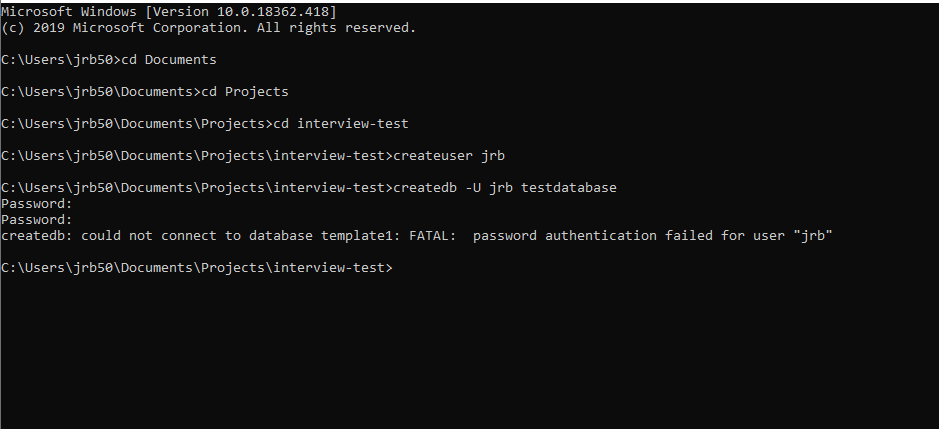 Microsoft Windows [Version 10.0.18362.418]
(c) 2019 Microsoft Corporation. All rights reserved.
C:\Users\jrb50>cd Documents
C:\Users\jrb50\Documents>cd Projects
C:\Users\jrb50\Documents\Projects>cd interview-test
C:\Users\jrb50\Documents\Projects\interview-test>createuser jrb
C:\Users\jrb50\Documents\Projects\interview-test>createdb -U jrb testdatabase
Password:
Password:
createdb: could not connect to database template1: FATAL:  password authentication failed for user "jrb"
C:\Users\jrb50\Documents\Projects\interview-test>